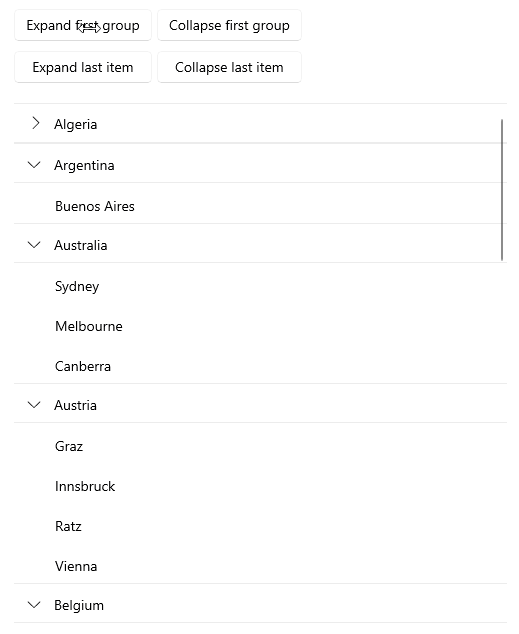 Expand first group Collapse first group
Expand last item Collapse last item
Algeria
Argentina
Buenos Aires
Australia
Sydney
Melbourne
Canberra
Austria
Graz
Innsbruck
Ratz
Vienna
Belgium